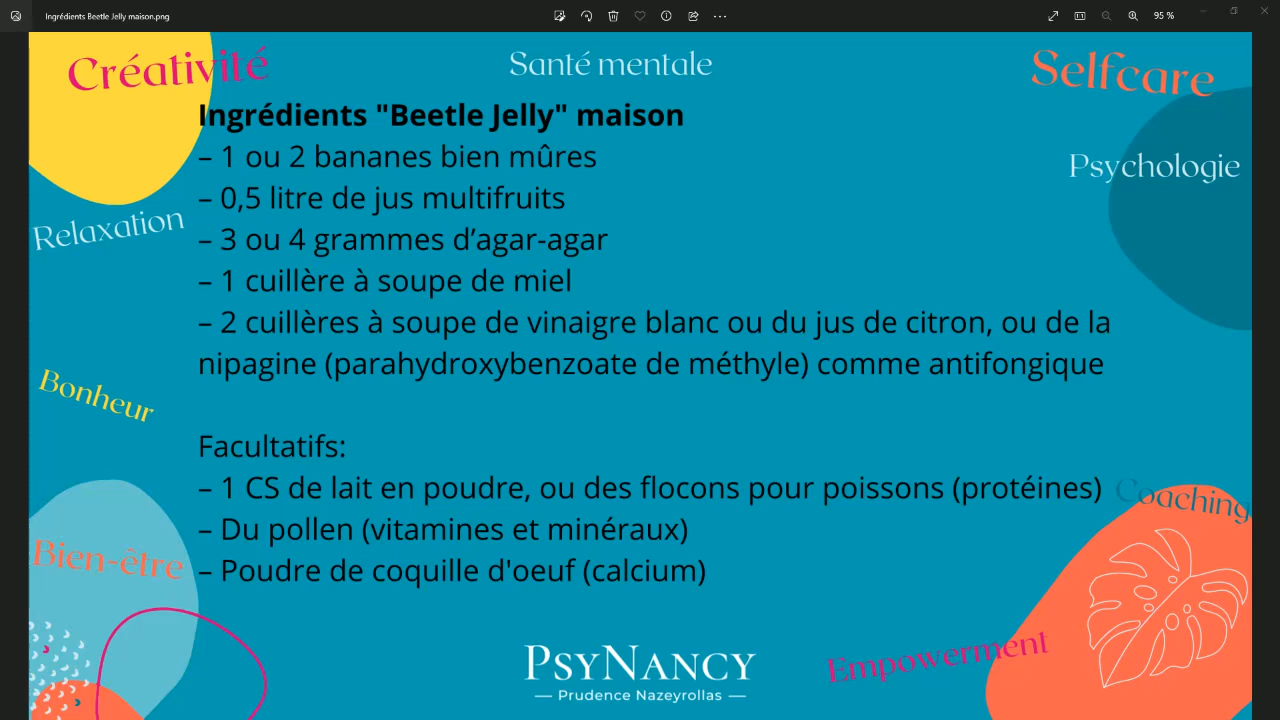 Ingrédients Beetle Jelly maison.png
95 %
Créativité
Santé mentale
Selfcare
Ingrédients "Beetle Jelly" maison
– 1 ou 2 bananes bien mûres
Psychologie
– 0,5 litre de jus multifruits
Relaxation
– 3 ou 4 grammes d’agar-agar
– 1 cuillère à soupe de miel
– 2 cuillères à soupe de vinaigre blanc ou du jus de citron, ou de la
nipagine (parahydroxybenzoate de méthyle) comme antifongique
Bonheur
Facultatifs:
– 1 CS de lait en poudre, ou des flocons pour poissons (protéines)
Coaching
– Du pollen (vitamines et minéraux)
Bien-être
– Poudre de coquille d'oeuf (calcium)
Empowerment
PSYNANCY
— Prudence Nazeyrollas —